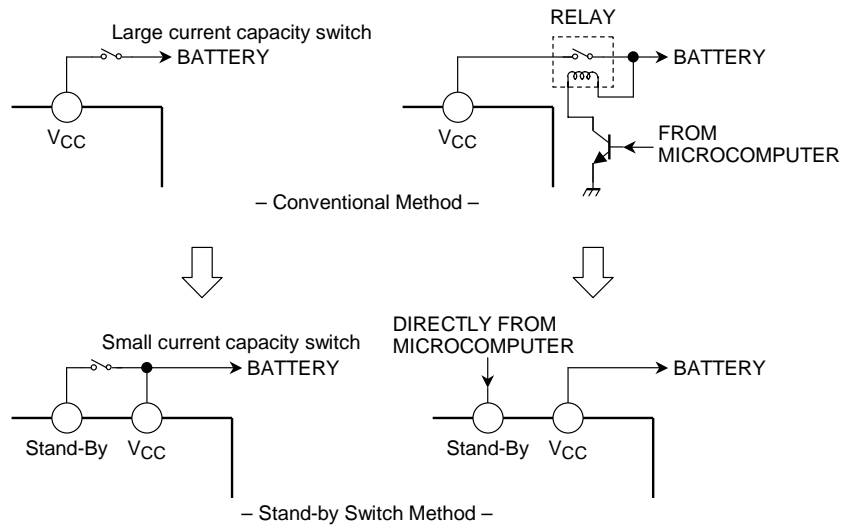 Large current capacity switch
BATTERY
VCC
RELAY
BATTERY
VCC
FROM
MICROCOMPUTER
– Conventional Method –
Small current capacity switch
BATTERY
Stand-By VCC
DIRECTLY FROM
MICROCOMPUTER
BATTERY
Stand-By VCC
– Stand-by Switch Method –